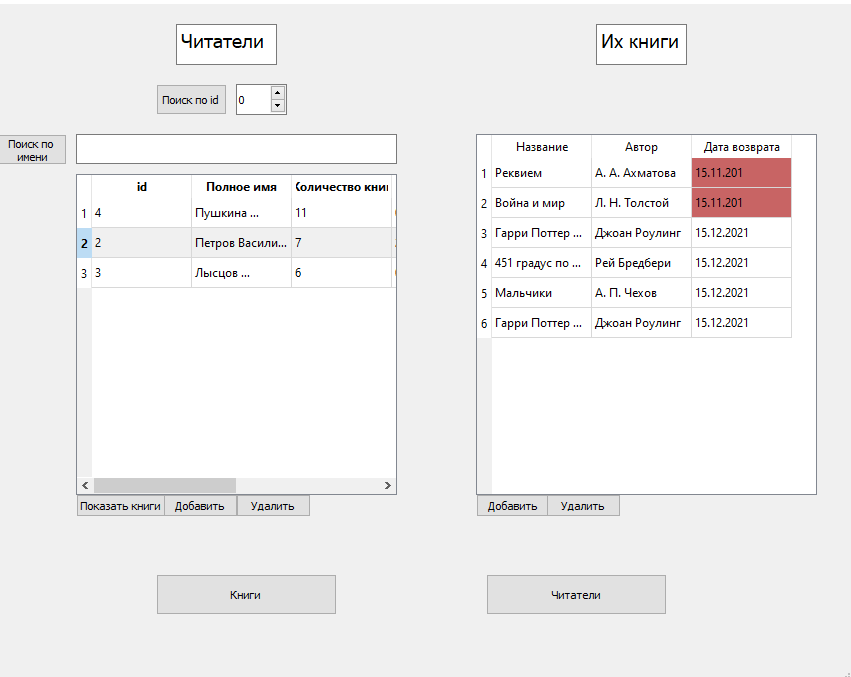 Читатели
Их книги
Поиск по id
0
Поиск по
имени
id Полное имя Количество книг
1 4 Пушкина ... 11
2 2 Петров Васили... 7
3 3 Лысцов ... 6
Показать книги Добавить Удалить
Название Автор Дата возврата
1 Реквием А. А. Ахматова 15.11.201
2 Война и мир Л. Н. Толстой 15.11.201
3 Гарри Поттер ... Джоан Роулинг 15.12.2021
4 451 градус по ... Рей Бредбери 15.12.2021
5 Мальчики А. П. Чехов 15.12.2021
6 Гарри Поттер ... Джоан Роулинг 15.12.2021
Добавить Удалить
Книги
Читатели